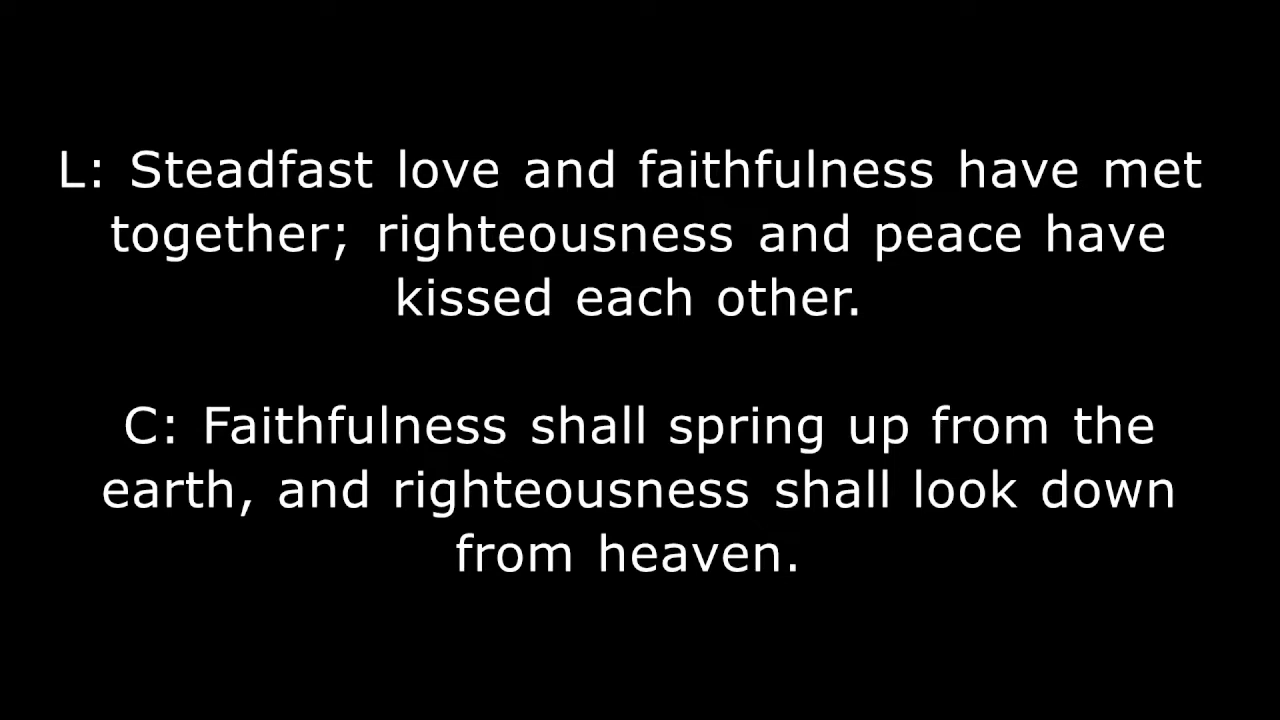 L: Steadfast love and faithfulness have met
together; righteousness and peace have
kissed each other.
C: Faithfulness shall spring up from the
earth, and righteousness shall look down
from heaven.